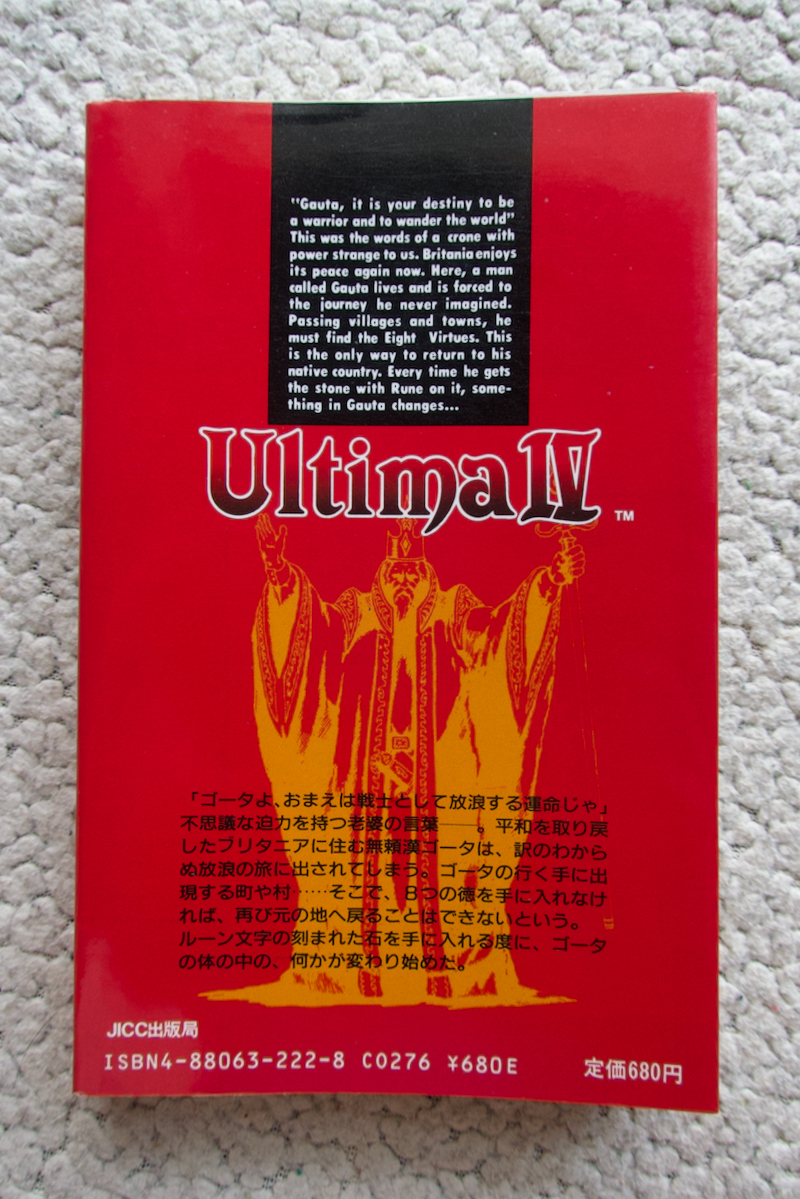 "Gauta, it is your destiny to be
a warrior and to wander the world"
This was the words of a crone with
power strange to us. Britania enjoys
its peace again now. Here, a man
called Gauta lives and is forced to
the journey he never imagined.
Passing villages and towns, he
must find the Eight Virtues. This
is the only way to return to his
native country. Every time he gets
the stone with Rune on it, some-
thing in Gauta changes...
Ultima IV ™
「ゴータよ、おまえは戦士として放浪する運命じゃ」
不思議な迫力を持つ老婆の言葉——。平和を取り戻
したブリタニアに住む無頼漢ゴータは、訳のわから
ぬ放浪の旅に出されてしまう。ゴータの行く手に出
現する町や村……そこで、8つの徳を手に入れなけ
れば、再び元の地へ戻ることはできないという。
ルーン文字の刻まれた石を手に入れる度に、ゴータ
の体の中の、何かが変わり始めた。
JICC出版局
ISBN4-88063-222-8 C0276 ¥680E
定価680円